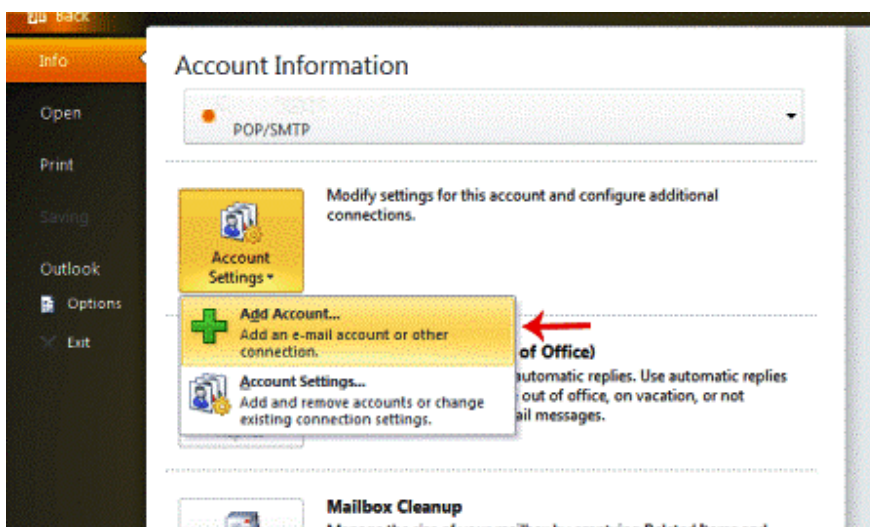 Back
Info
Account Information
Open
POP/SMTP
Print
Modify settings for this account and configure additional
connections.
Saving
Account
Settings
Outlook
Options
Exit
Add Account...
Add an e-mail account or other
connection.
of Office)
Account Settings...
automatic replies. Use automatic replies
Add and remove accounts or change
out of office, on vacation, or not
existing connection settings.
ail messages.
Mailbox Cleanup